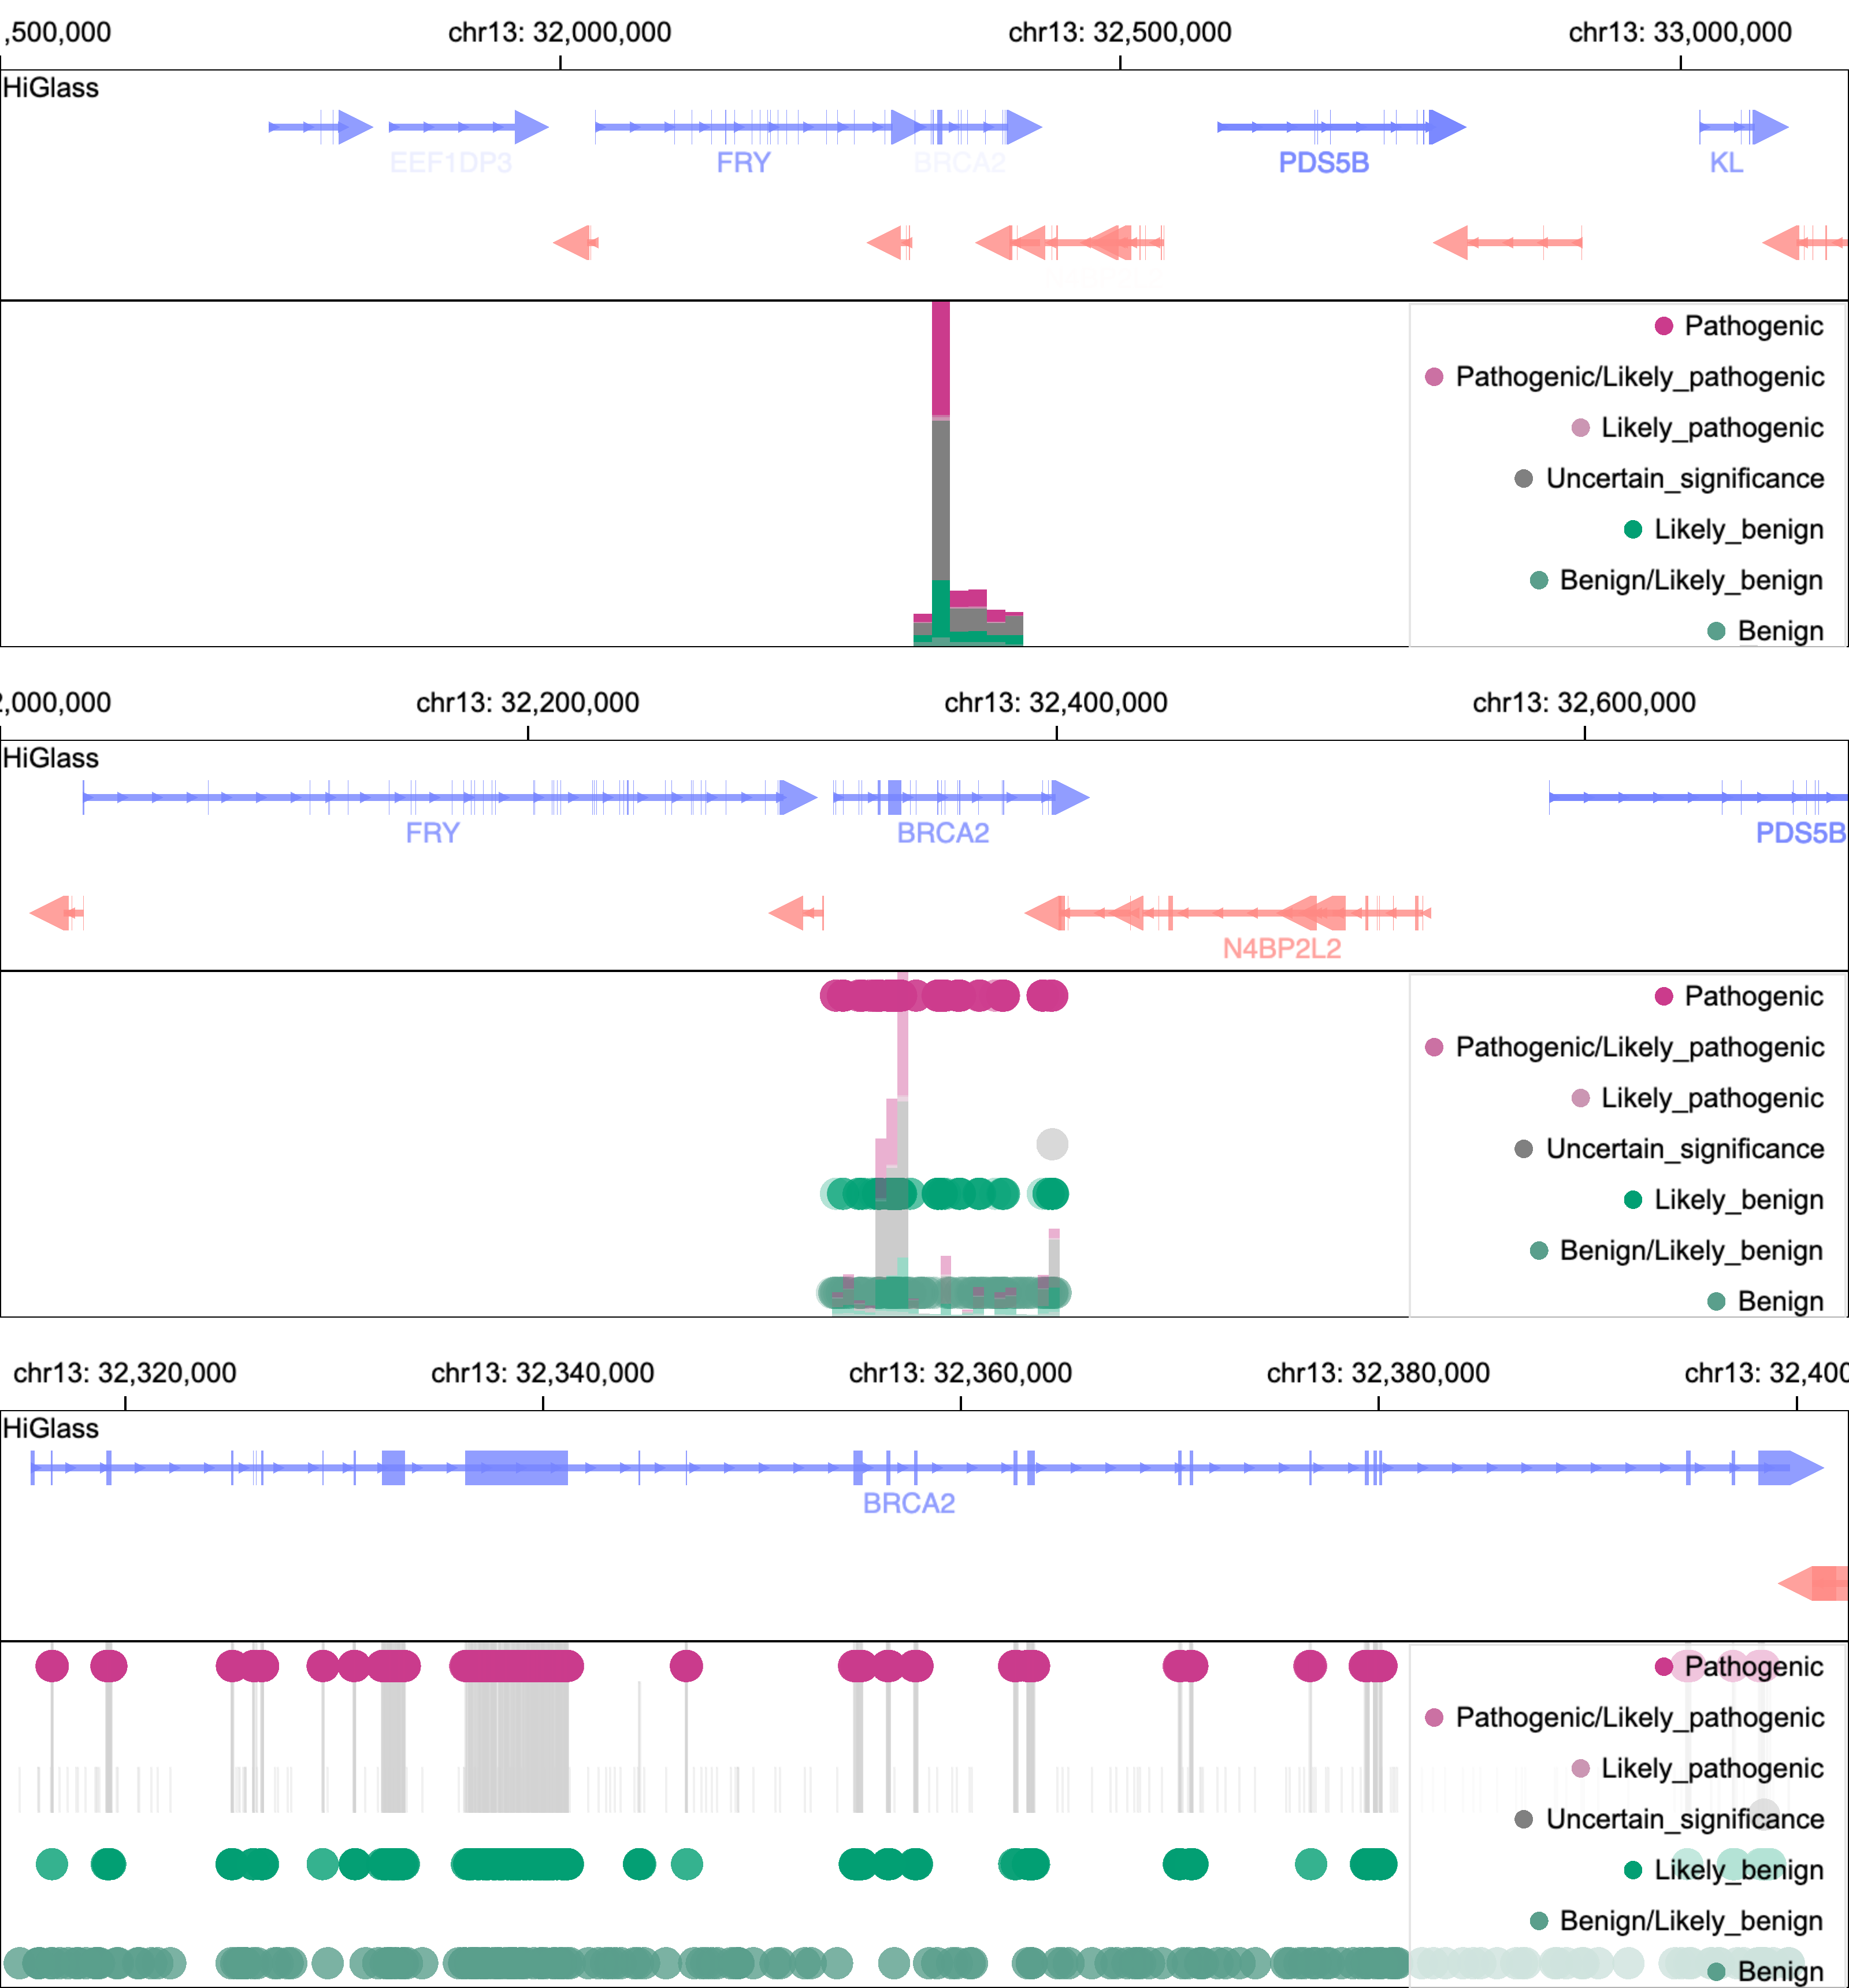 ,500,000 chr13: 32,000,000 chr13: 32,500,000 chr13: 33,000,000
HiGlass
EEF1DP3 FRY BRCA2 PDS5B KL
Pathogenic
Pathogenic/Likely_pathogenic
Likely_pathogenic
Uncertain_significance
Likely_benign
Benign/Likely_benign
Benign
2,000,000 chr13: 32,200,000 chr13: 32,400,000 chr13: 32,600,000
HiGlass
FRY BRCA2 PDS5B
N4BP2L2
Pathogenic
Pathogenic/Likely_pathogenic
Likely_pathogenic
Uncertain_significance
Likely_benign
Benign/Likely_benign
Benign
chr13: 32,320,000 chr13: 32,340,000 chr13: 32,360,000 chr13: 32,380,000 chr13: 32,400
HiGlass
BRCA2
Pathogenic
Pathogenic/Likely_pathogenic
Likely_pathogenic
Uncertain_significance
Likely_benign
Benign/Likely_benign
Benign